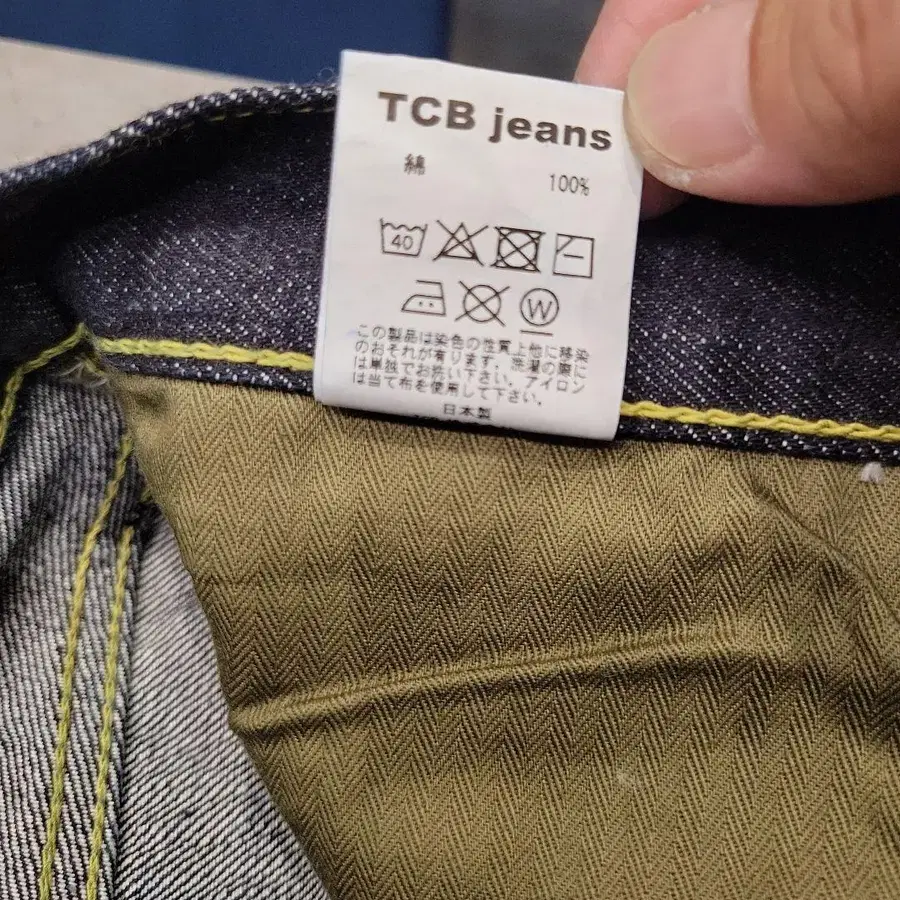 TCB jeans
綿 100%
40
W
この製品は染色の性質上他に移染
のおそれが有ります。洗濯の際に
は単独でお洗い下さい。アイロン
は当て布を使用して下さい。
日本製